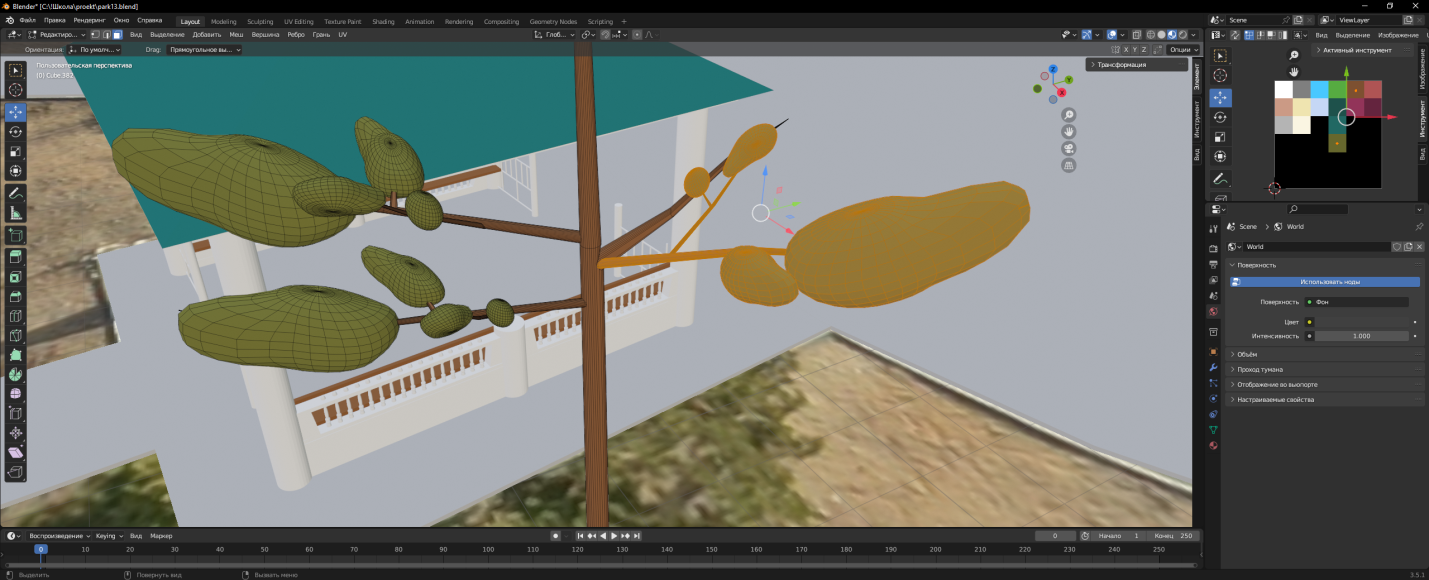 Blender* [C:\!Школа\proekt\park13.blend]
Файл Правка Рендеринг Окно Справка Layout Modeling Sculpting UV Editing Texture Paint Shading Animation Rendering Compositing Geometry Nodes Scripting + Scene ViewLayer
Редактиро... Вид Выделение Добавить Меш Вершина Ребро Грань UV Глоб... Вид Выделение Изображение
Ориентация: По умолч... Drag: Прямоугольное вы... X Y Z Опции
Активный инструмент
Пользовательская перспектива
(0) Cube.382
Трансформация
Элемент
Инструмент
Вид
Изображение
Инструмент
Вид
Z
Y
X
Scene World
World
Поверхность
Использовать ноды
Поверхность Фон
Цвет
Интенсивность 1.000
Объём
Проход тумана
Отображение во вьюпорте
Настраиваемые свойства
Воспроизведение Keying Вид Маркер 0 Начало 1 Конец 250
0 10 20 30 40 50 60 70 80 90 100 110 120 130 140 150 160 170 180 190 200 210 220 230 240 250
Выделить Повернуть вид Вызвать меню 3.5.1